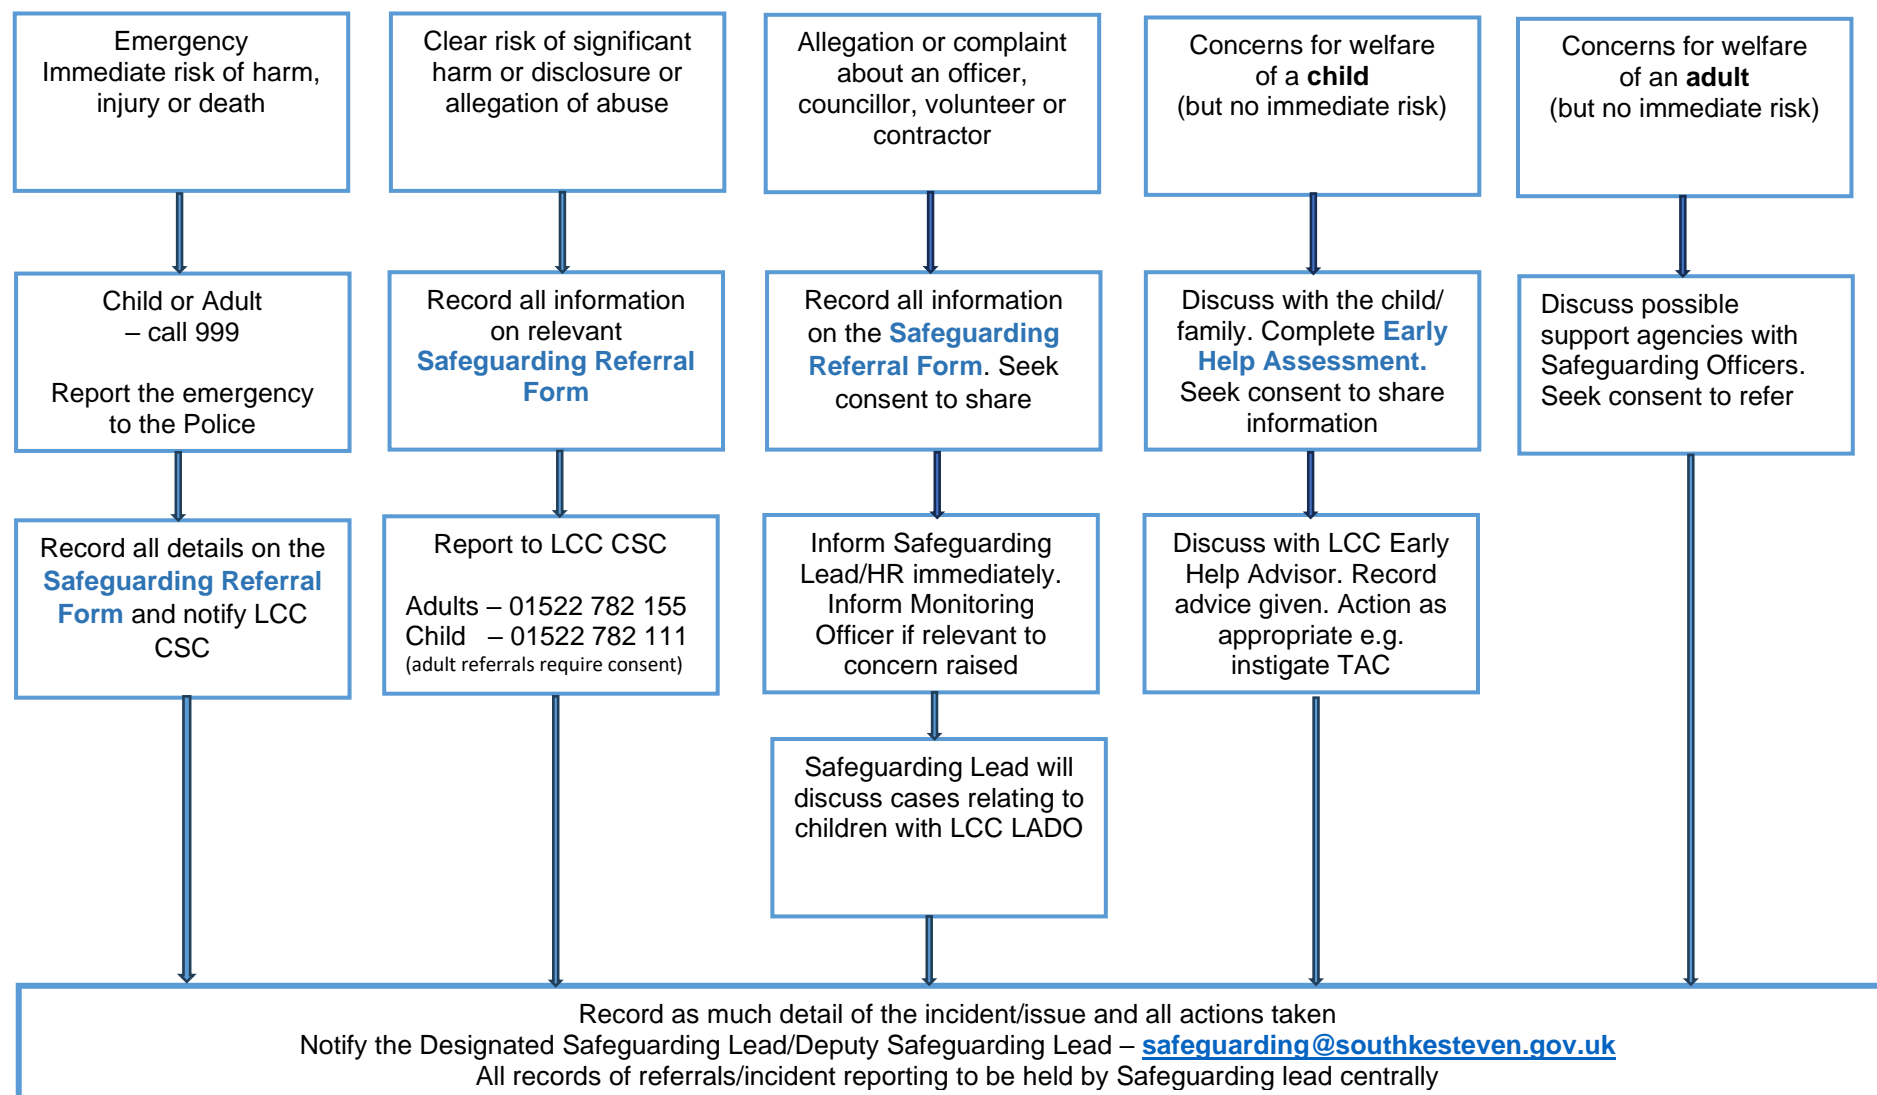 Emergency
Immediate risk of harm,
injury or death
Clear risk of significant
harm or disclosure or
allegation of abuse
Allegation or complaint
about an officer,
councillor, volunteer or
contractor
Concerns for welfare
of a child
(but no immediate risk)
Concerns for welfare
of an adult
(but no immediate risk)
Child or Adult
– call 999
Report the emergency
to the Police
Record all information
on relevant
Safeguarding Referral
Form
Record all information
on the Safeguarding
Referral Form. Seek
consent to share
Discuss with the child/
family. Complete Early
Help Assessment.
Seek consent to share
information
Discuss possible
support agencies with
Safeguarding Officers.
Seek consent to refer
Record all details on the
Safeguarding Referral
Form and notify LCC
CSC
Report to LCC CSC
Adults – 01522 782 155
Child – 01522 782 111
(adult referrals require consent)
Inform Safeguarding
Lead/HR immediately.
Inform Monitoring
Officer if relevant to
concern raised
Discuss with LCC Early
Help Advisor. Record
advice given. Action as
appropriate e.g.
instigate TAC
Safeguarding Lead will
discuss cases relating to
children with LCC LADO
Record as much detail of the incident/issue and all actions taken
Notify the Designated Safeguarding Lead/Deputy Safeguarding Lead – safeguarding@southkesteven.gov.uk
All records of referrals/incident reporting to be held by Safeguarding lead centrally